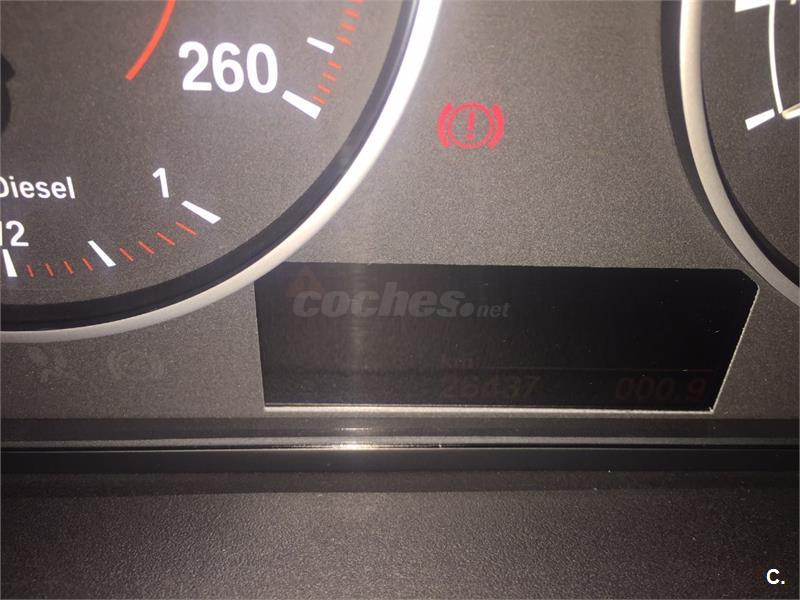 260
Diesel
1
12
coches.net
km
26437 000.9
C.